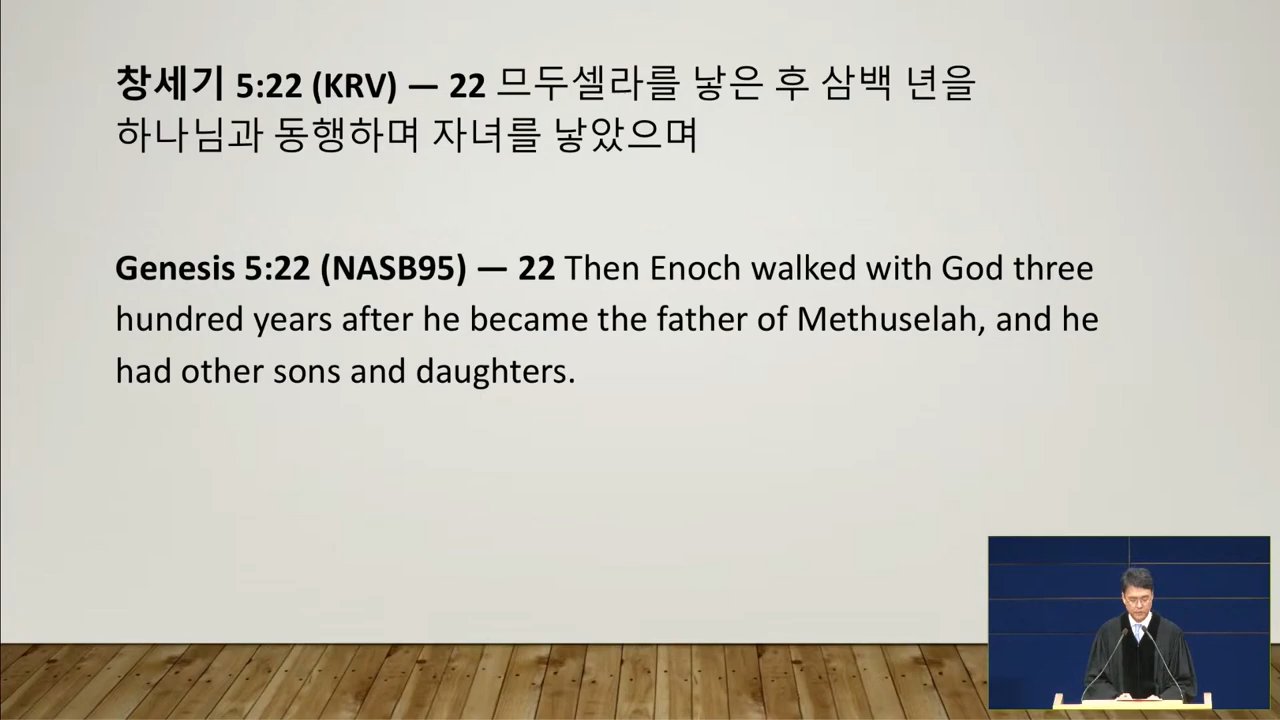 창세기 5:22 (KRV) — 22 므두셀라를 낳은 후 삼백 년을
하나님과 동행하며 자녀를 낳았으며
Genesis 5:22 (NASB95) — 22 Then Enoch walked with God three
hundred years after he became the father of Methuselah, and he
had other sons and daughters.